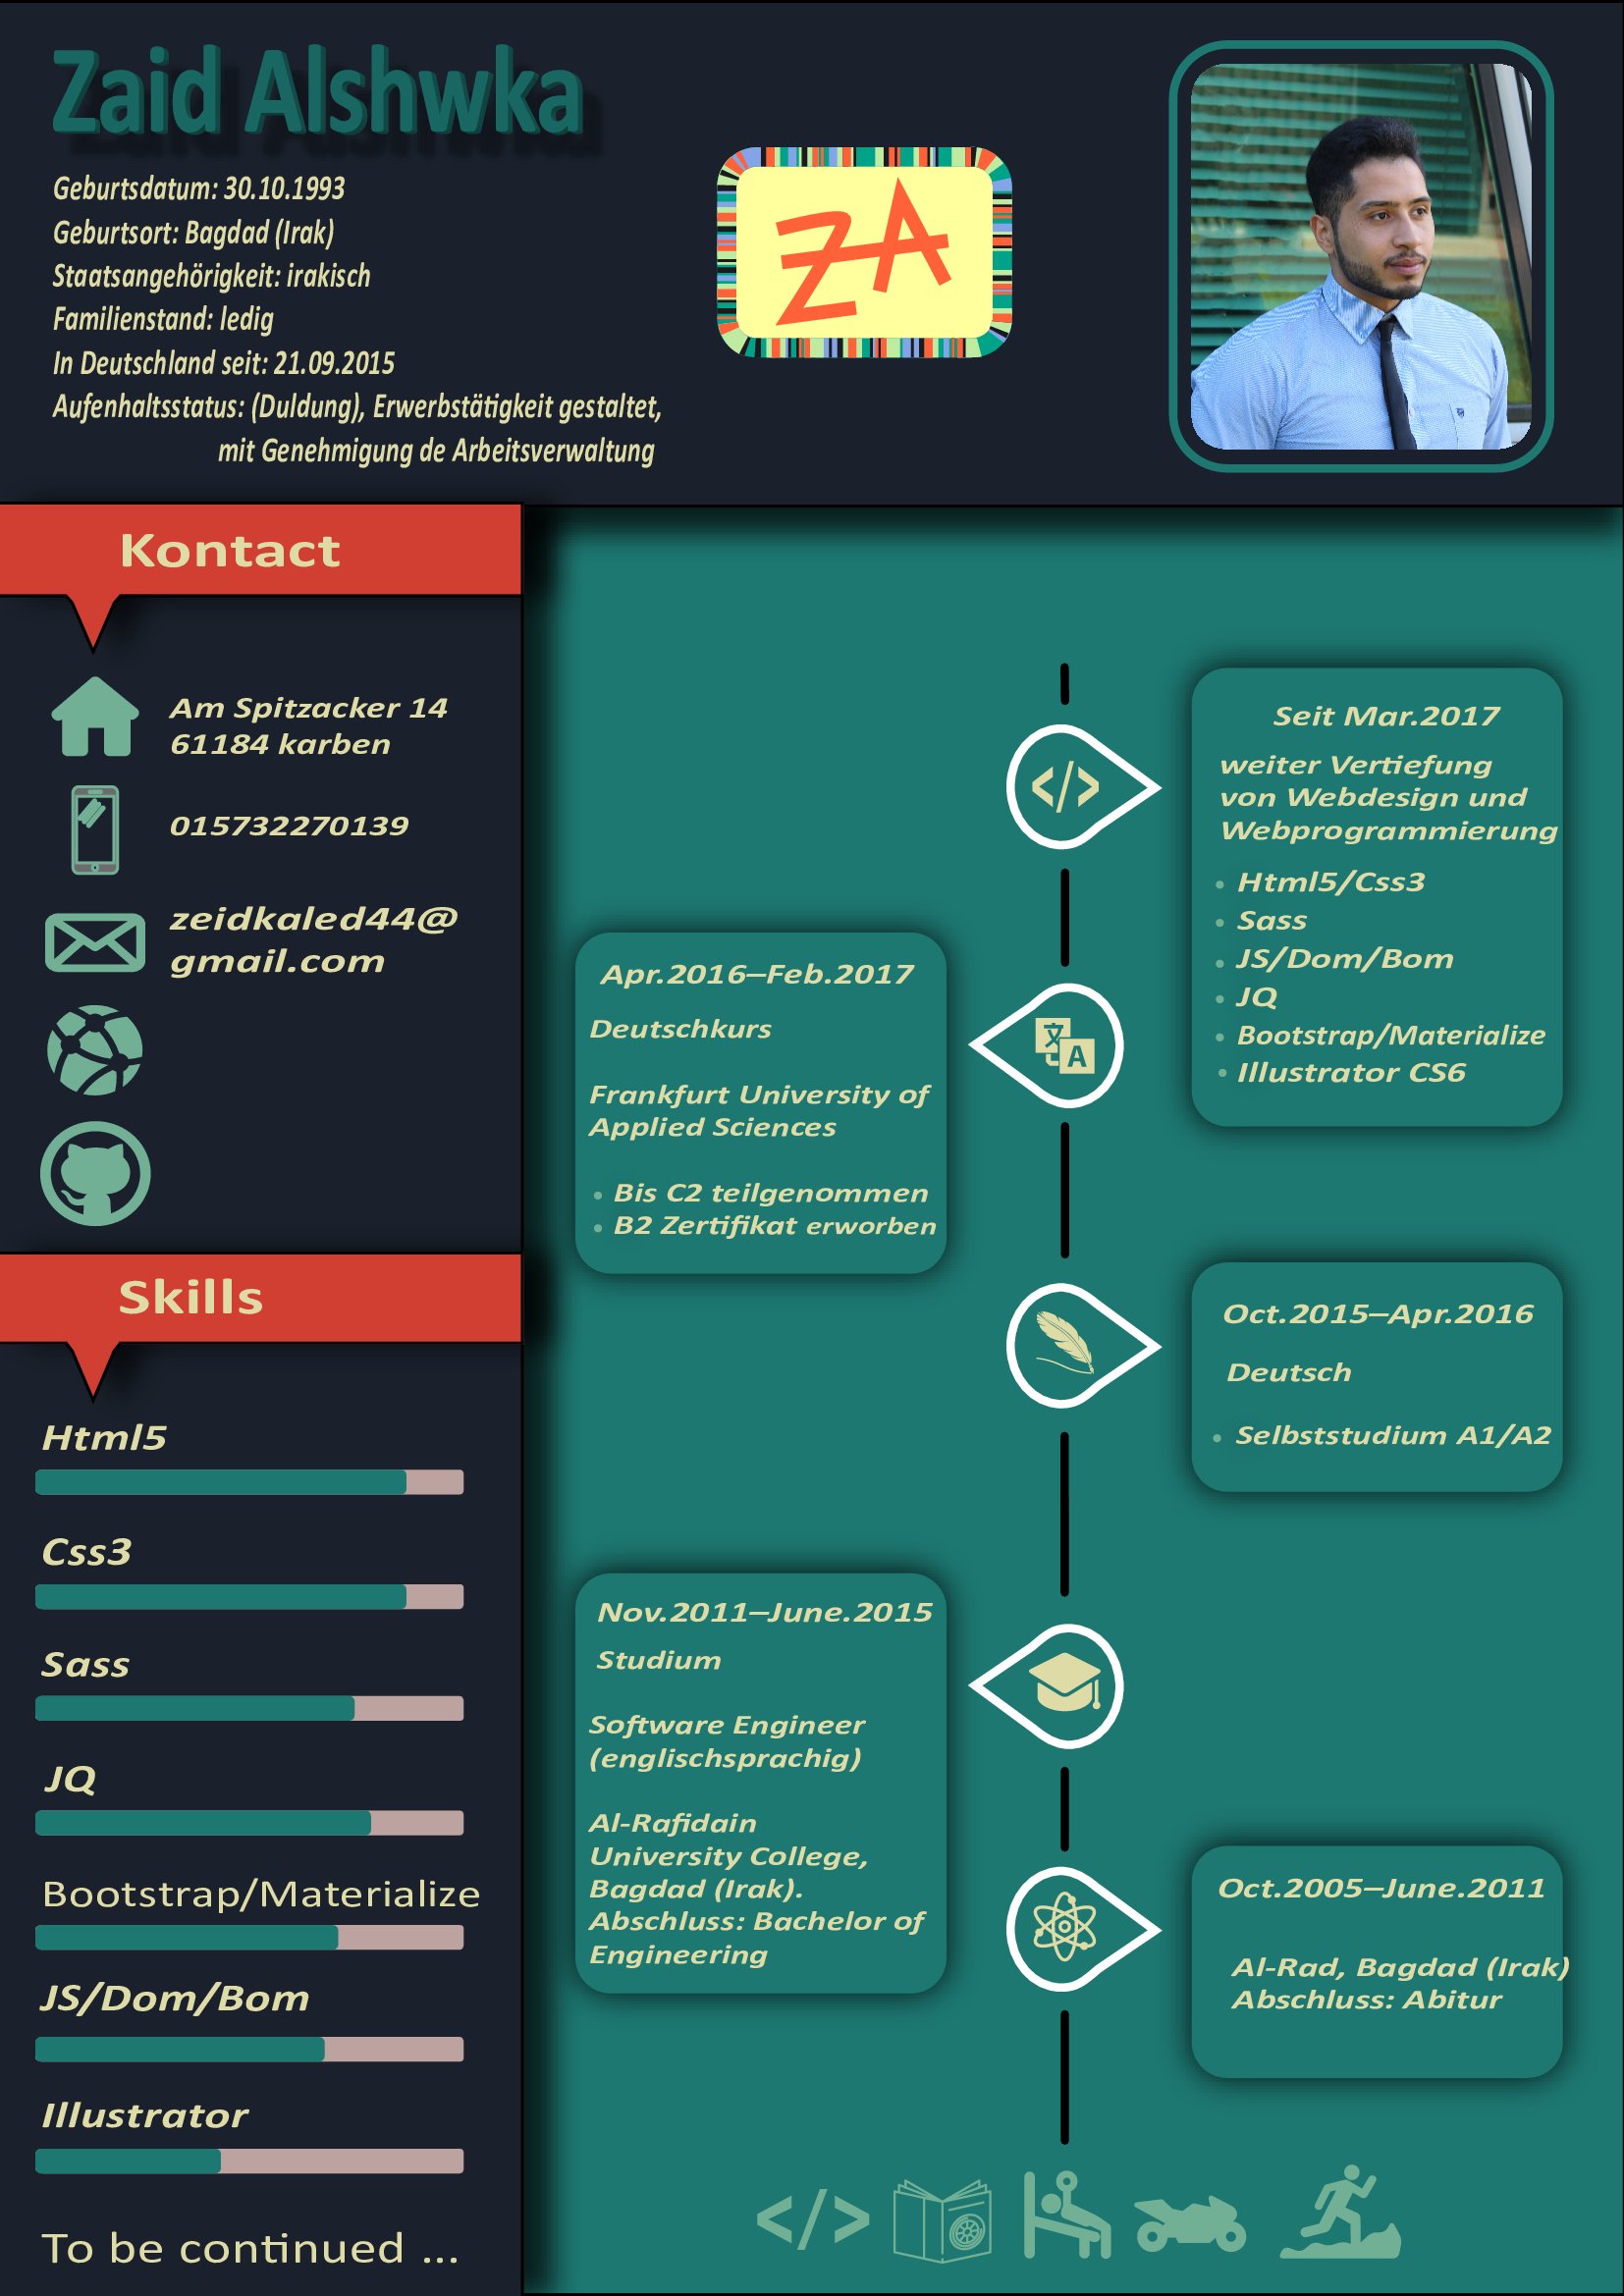 Zaid Alshwka
Geburtsdatum: 30.10.1993
Geburtsort: Bagdad (Irak)
Staatsangehörigkeit: irakisch
Familienstand: ledig
In Deutschland seit: 21.09.2015
Aufenhaltsstatus: (Duldung), Erwerbstätigkeit gestaltet,
mit Genehmigung de Arbeitsverwaltung
ZA
Kontact
Am Spitzacker 14
61184 karben
015732270139
zeidkaled44@
gmail.com
Skills
Html5
Css3
Sass
JQ
Bootstrap/Materialize
JS/Dom/Bom
Illustrator
To be continued ...
Seit Mar.2017
weiter Vertiefung
von Webdesign und
Webprogrammierung
• Html5/Css3
• Sass
• JS/Dom/Bom
• JQ
• Bootstrap/Materialize
• Illustrator CS6
</>
Apr.2016–Feb.2017
Deutschkurs
Frankfurt University of
Applied Sciences
• Bis C2 teilgenommen
• B2 Zertifikat erworben
文 A
Oct.2015–Apr.2016
Deutsch
• Selbststudium A1/A2
Nov.2011–June.2015
Studium
Software Engineer
(englischsprachig)
Al-Rafidain
University College,
Bagdad (Irak).
Abschluss: Bachelor of
Engineering
Oct.2005–June.2011
Al-Rad, Bagdad (Irak)
Abschluss: Abitur
</>